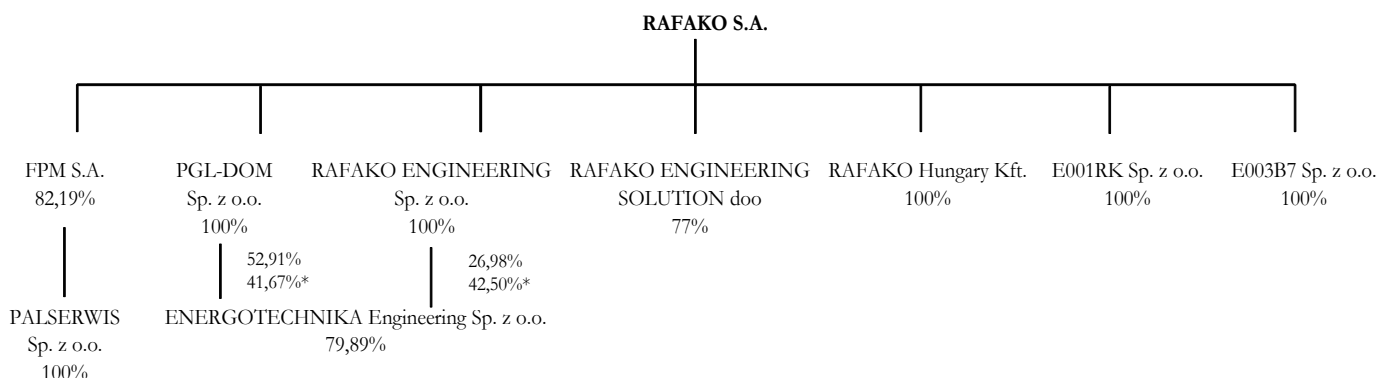 RAFAKO S.A.
FPM S.A.
82,19%
PGL-DOM
Sp. z o.o.
100%
RAFAKO ENGINEERING
Sp. z o.o.
100%
RAFAKO ENGINEERING
SOLUTION doo
77%
RAFAKO Hungary Kft.
100%
E001RK Sp. z o.o.
100%
E003B7 Sp. z o.o.
100%
52,91%
41,67%*
26,98%
42,50%*
PALSERWIS
Sp. z o.o.
100%
ENERGOTECHNIKA Engineering Sp. z o.o.
79,89%